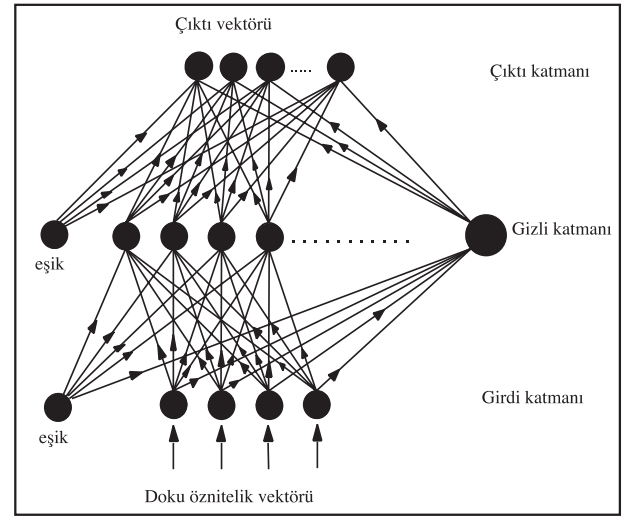 Çıktı vektörü
Çıktı katmanı
Gizli katmanı
eşik
Girdi katmanı
eşik
Doku öznitelik vektörü